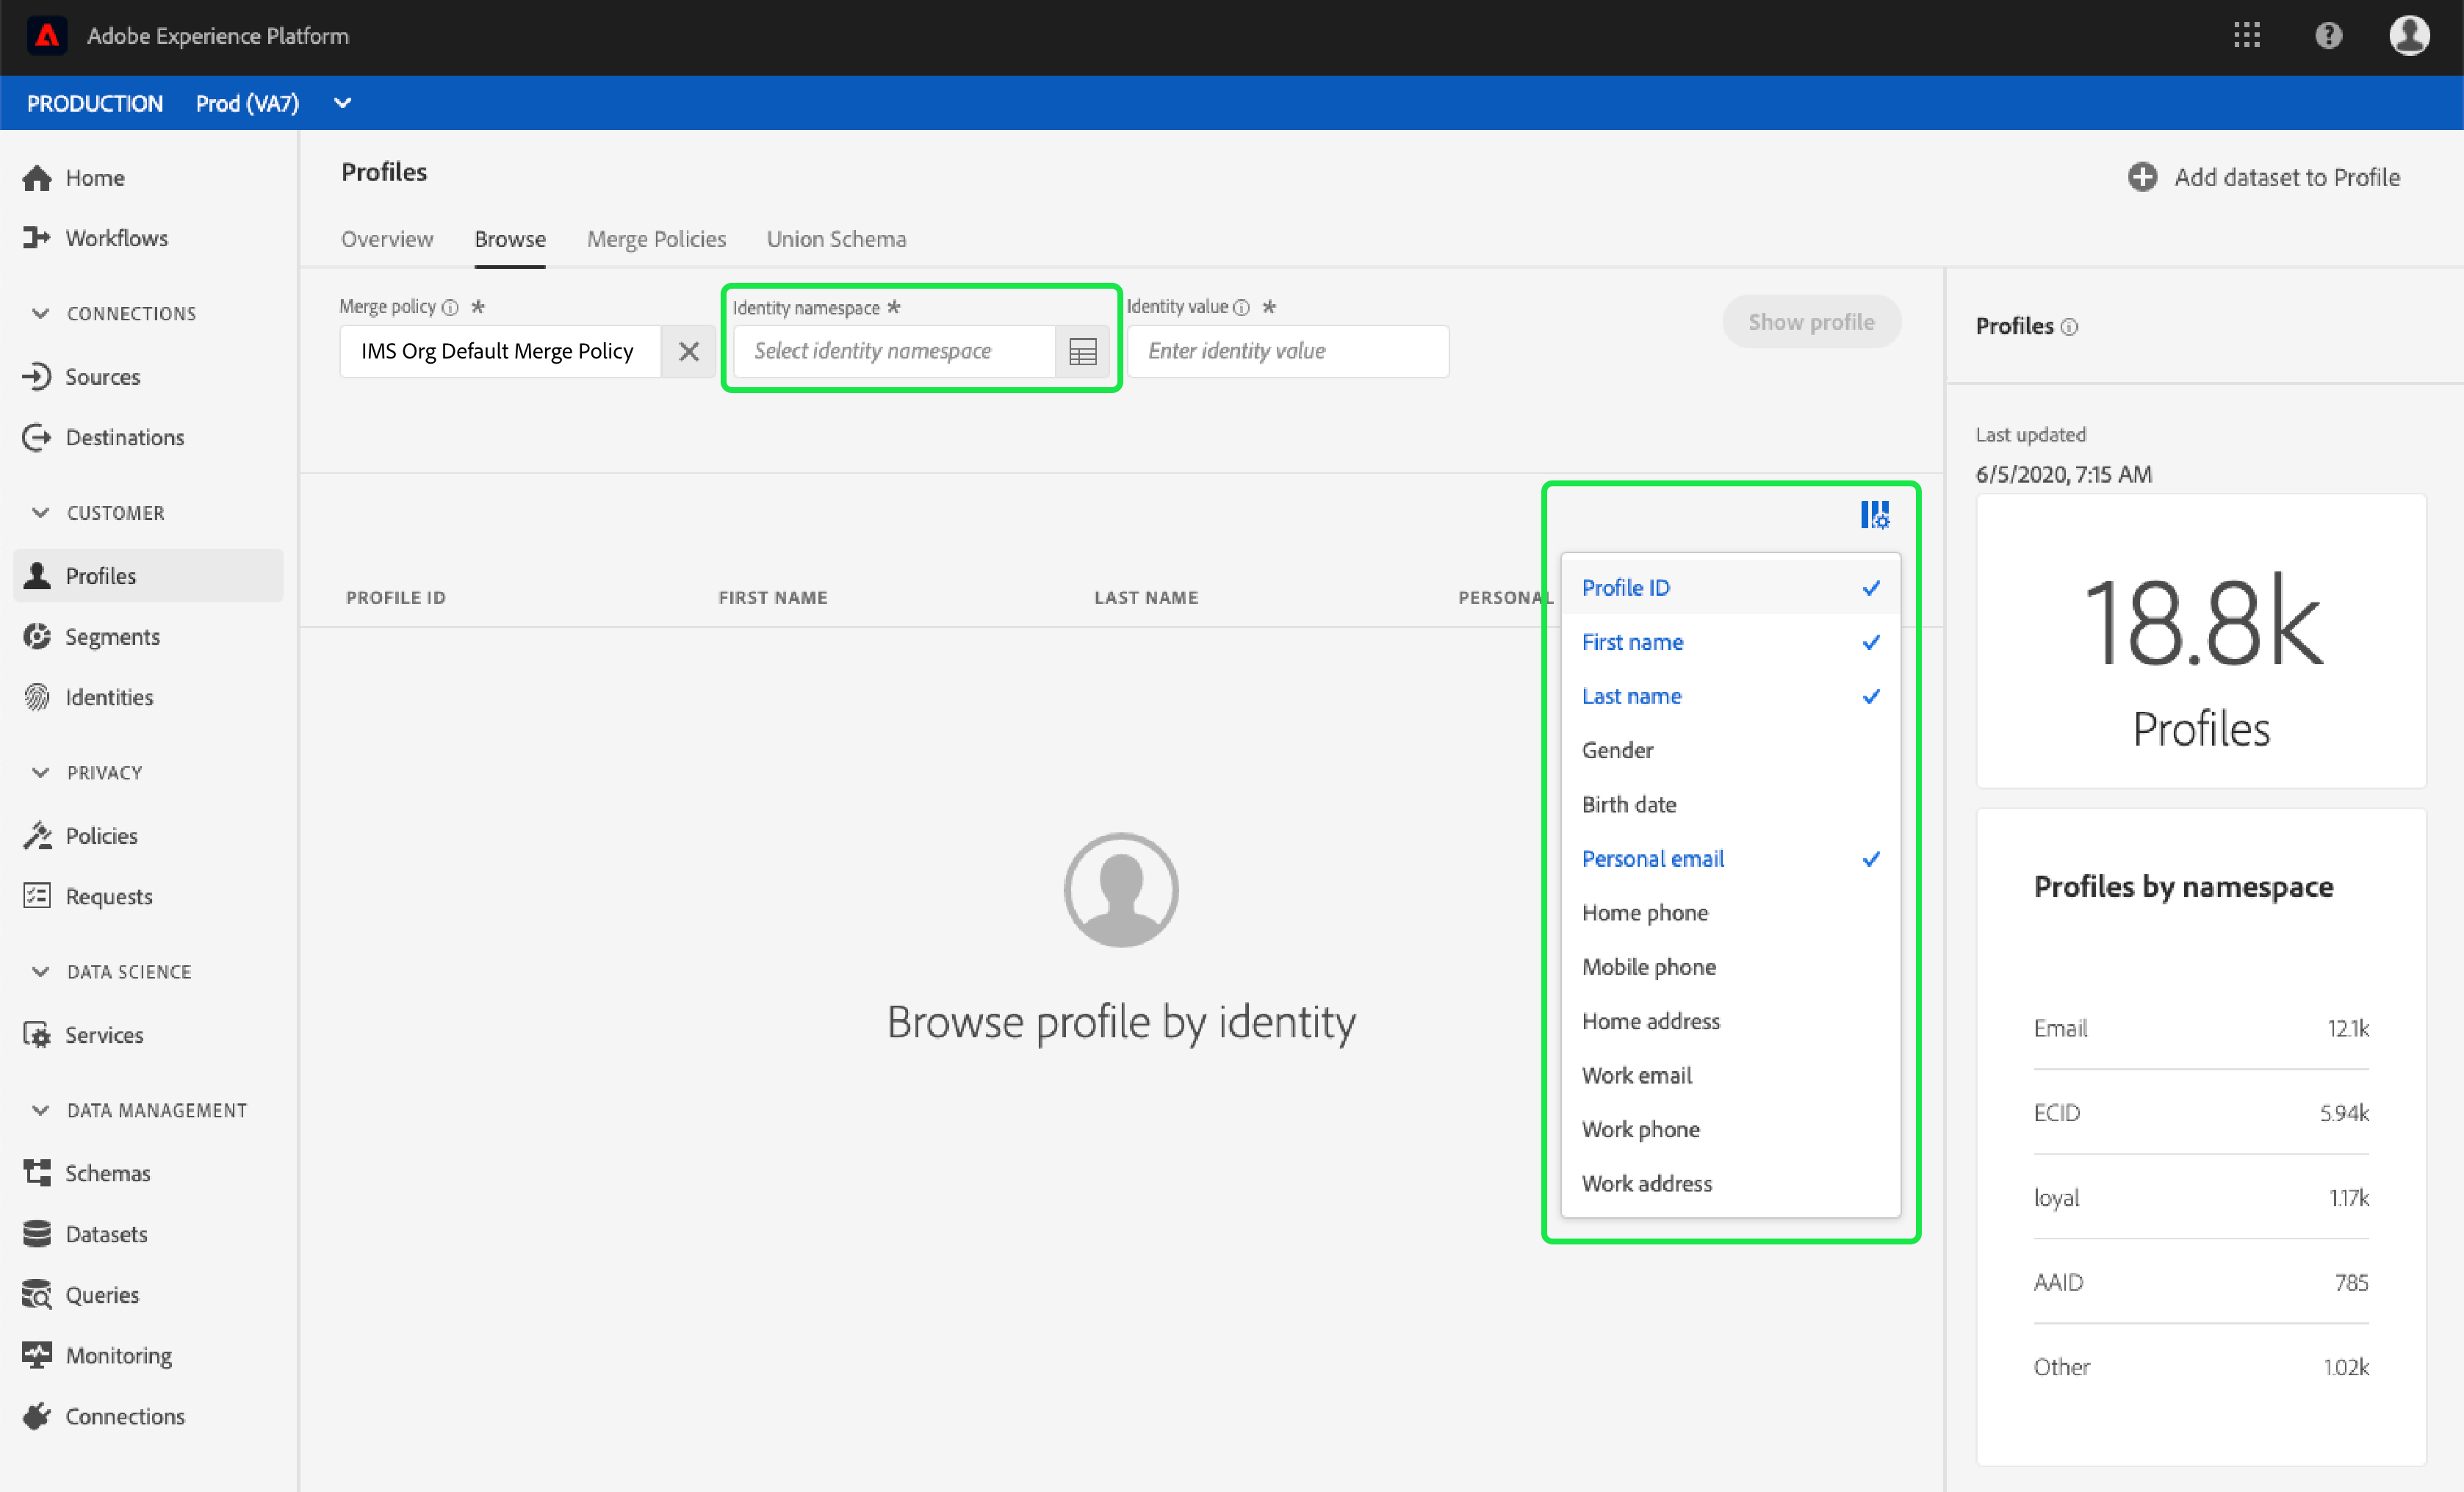 Adobe Experience Platform
PRODUCTION Prod (VA7)
Home
Workflows
CONNECTIONS
Sources
Destinations
CUSTOMER
Profiles
Segments
Identities
PRIVACY
Policies
Requests
DATA SCIENCE
Services
DATA MANAGEMENT
Schemas
Datasets
Queries
Monitoring
Connections
Profiles
Add dataset to Profile
Overview Browse Merge Policies Union Schema
Merge policy * Identity namespace * Identity value *
IMS Org Default Merge Policy Select identity namespace Enter identity value Show profile
PROFILE ID FIRST NAME LAST NAME PERSONAL
Profile ID
First name
Last name
Gender
Birth date
Personal email
Home phone
Mobile phone
Home address
Work email
Work phone
Work address
Browse profile by identity
Profiles
Last updated
6/5/2020, 7:15 AM
18.8k
Profiles
Profiles by namespace
Email 12.1k
ECID 5.94k
loyal 1.17k
AAID 785
Other 1.02k